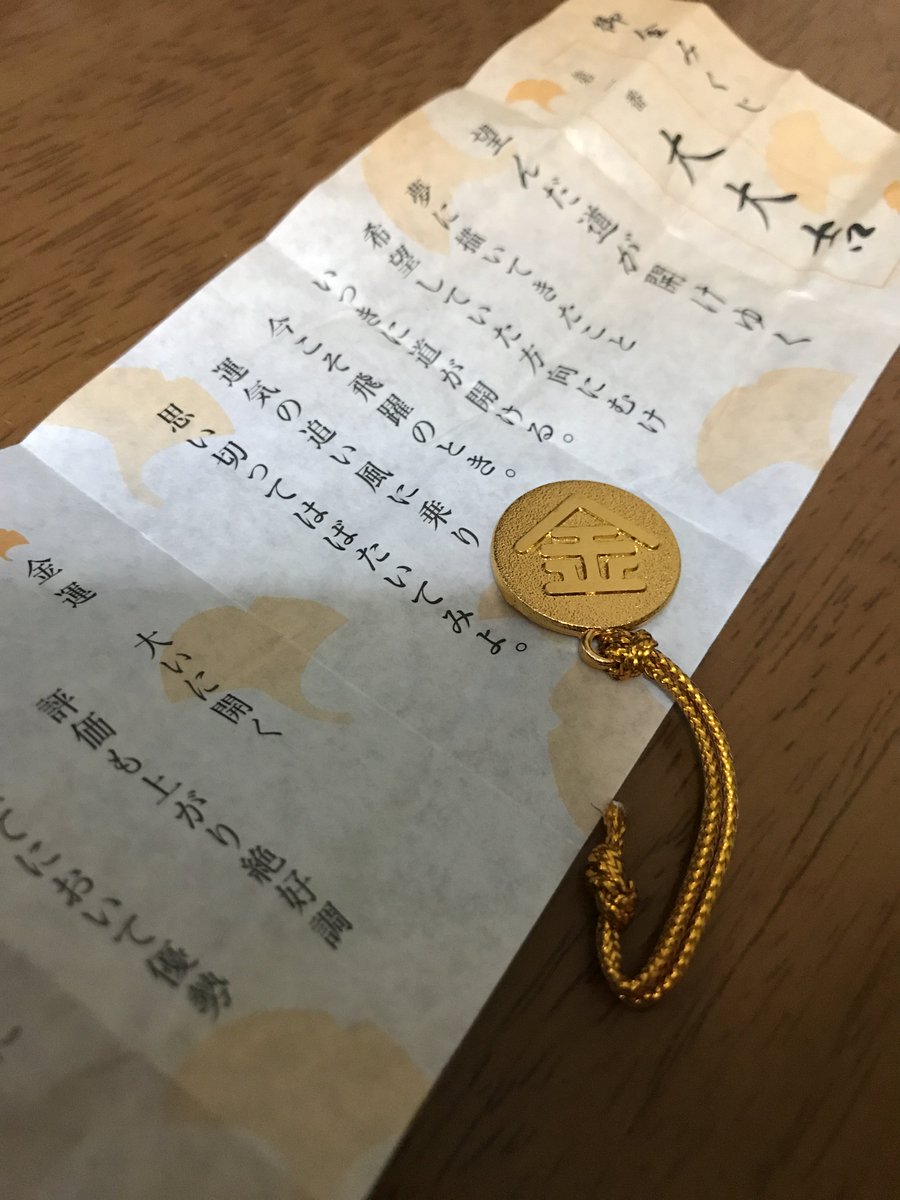 御金みくじ
第 番
大大吉
望んだ道が開けゆく
夢に描いてきたこと
希望していた方向にむけ
いっきに道が開ける。
今こそ飛躍のとき。
運気の追い風に乗り
思い切ってはばたいてみよ。
金運
大いに開く
評価も上がり絶好調
てにおいて優勢
に
金